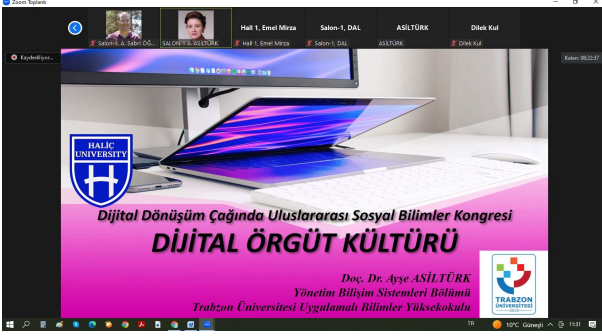 Zoom Toplantı
Hall 1, Emel Mirza
Salon-1, DAL
ASİLTÜRK
Dilek Kul
Salon-3, A. Sabri ÖĞ...
SALON-1 A. ASİLTÜRK
Hall 1, Emel Mirza
Salon-1, DAL
ASİLTÜRK
Dilek Kul
Kaydediliyor...
Kalan: 08:22:37
HALİÇ
UNIVERSITY
Dijital Dönüşüm Çağında Uluslararası Sosyal Bilimler Kongresi
DİJİTAL ÖRGÜT KÜLTÜRÜ
Doç. Dr. Ayşe ASİLTÜRK
Yönetim Bilişim Sistemleri Bölümü
Trabzon Üniversitesi Uygulamalı Bilimler Yüksekokulu
TRABZON
ÜNİVERSİTESİ
2018
TR
10°C Güneşli
11:31